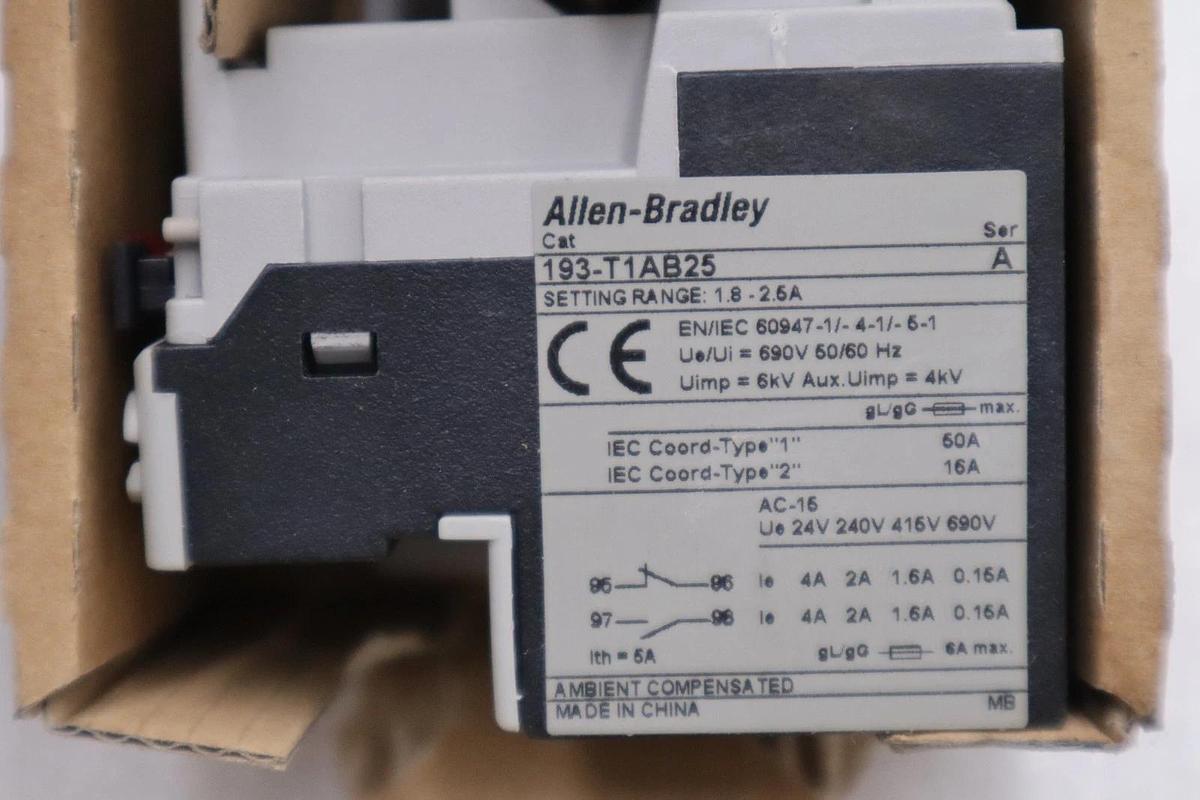 Allen-Bradley
Cat Ser
193-T1AB25 A
SETTING RANGE: 1.8 - 2.5A
CE
EN/IEC 60947-1/- 4-1/- 5-1
Ue/Ui = 690V 50/60 Hz
Uimp = 6kV Aux.Uimp = 4kV
gL/gG max.
IEC Coord-Type"1" 50A
IEC Coord-Type"2" 16A
AC-15
Ue 24V 240V 415V 690V
95 96 Ie 4A 2A 1.6A 0.15A
97 98 Ie 4A 2A 1.6A 0.15A
Ith = 5A gL/gG 6A max.
AMBIENT COMPENSATED
MADE IN CHINA MB